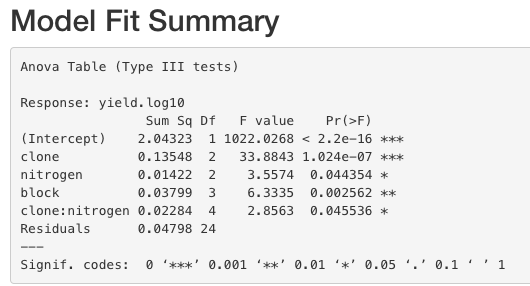 Model Fit Summary
Anova Table (Type III tests)
Response: yield.log10
Sum Sq Df F value Pr(>F)
(Intercept) 2.04323 1 1022.0268 < 2.2e-16 ***
clone 0.13548 2 33.8843 1.024e-07 ***
nitrogen 0.01422 2 3.5574 0.044354 *
block 0.03799 3 6.3335 0.002562 **
clone:nitrogen 0.02284 4 2.8563 0.045536 *
Residuals 0.04798 24
---
Signif. codes: 0 ‘***’ 0.001 ‘**’ 0.01 ‘*’ 0.05 ‘.’ 0.1 ‘ ’ 1